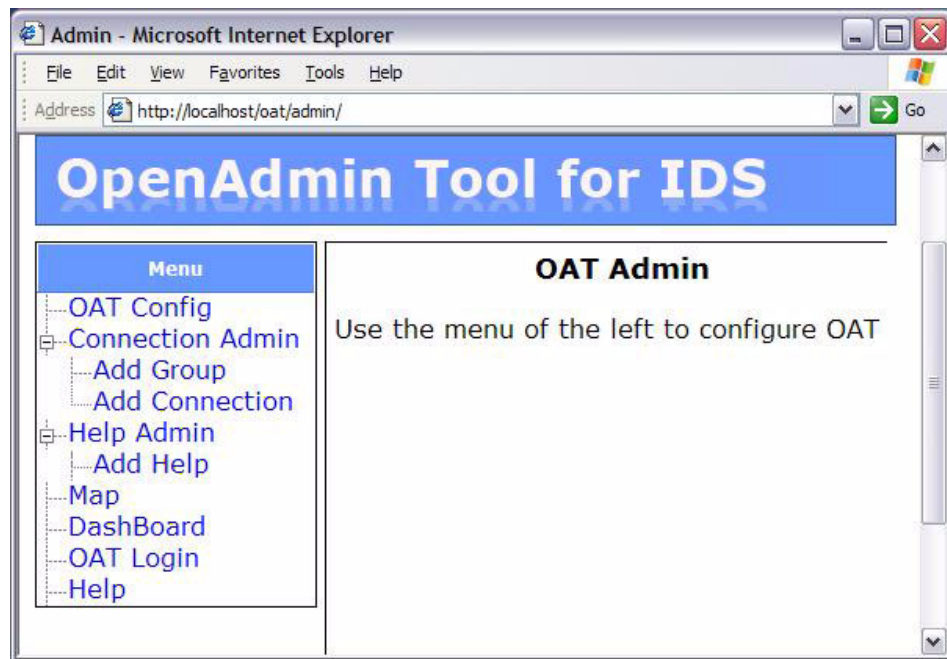 Admin - Microsoft Internet Explorer
File Edit View Favorites Tools Help
Address http://localhost/oat/admin/ Go
OpenAdmin Tool for IDS
Menu
OAT Config
Connection Admin
Add Group
Add Connection
Help Admin
Add Help
Map
DashBoard
OAT Login
Help
OAT Admin
Use the menu of the left to configure OAT